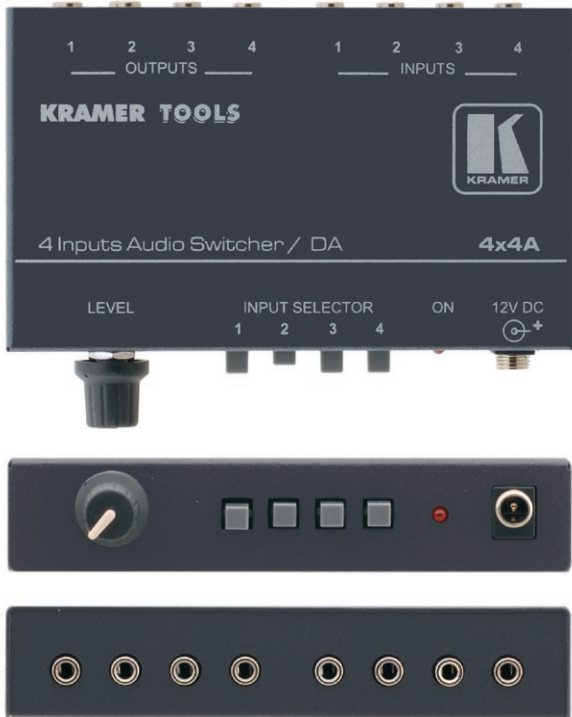 1 2 3 4 1 2 3 4
OUTPUTS INPUTS
KRAMER TOOLS
K
KRAMER
4 Inputs Audio Switcher / DA 4x4A
LEVEL INPUT SELECTOR ON 12V DC
1 2 3 4 +